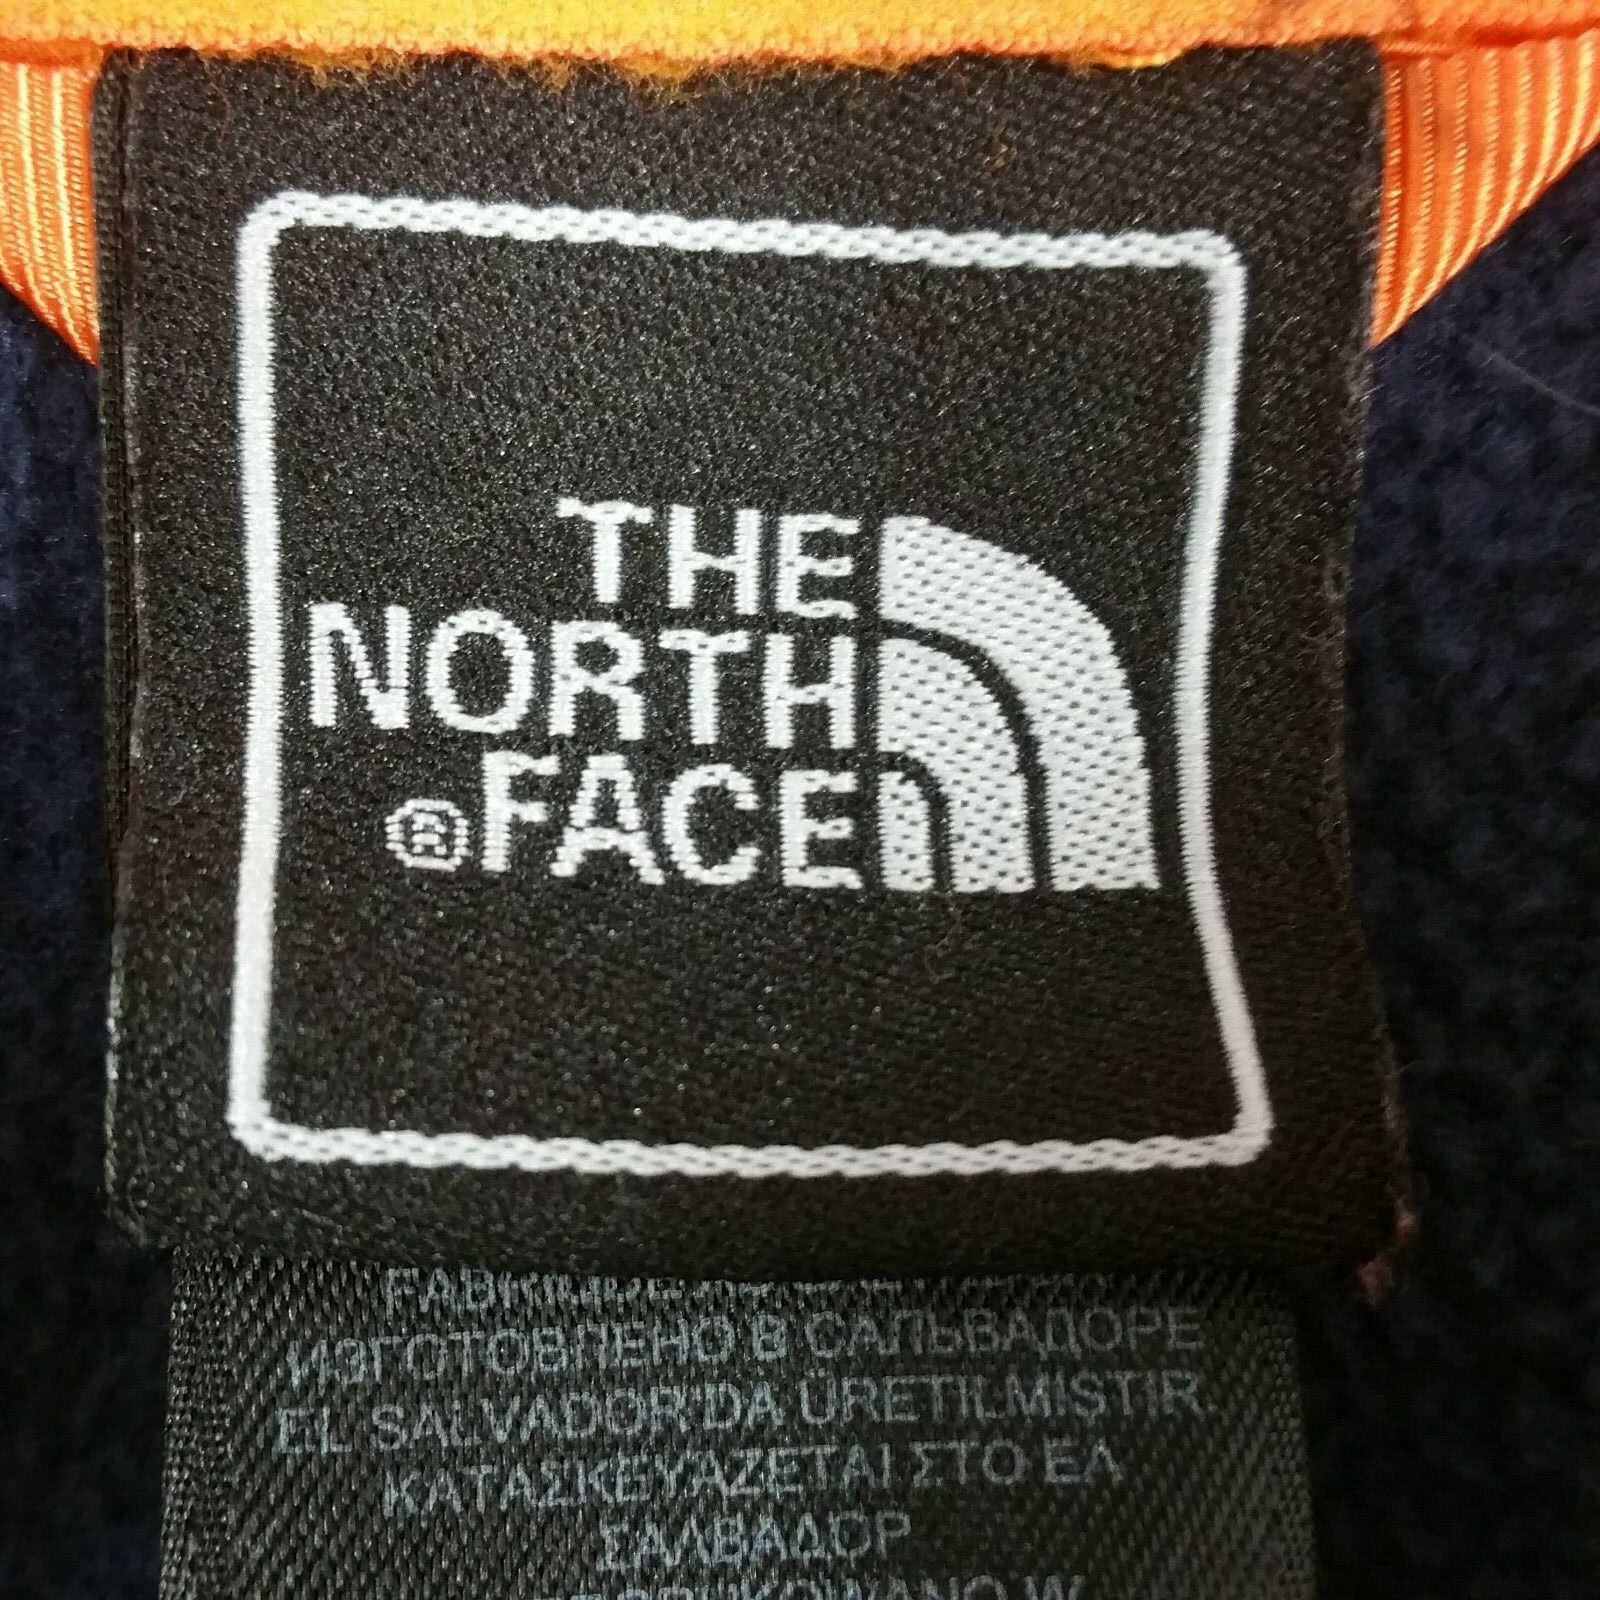 THE
NORTH
®FACE
ИЗГОТОВЛЕНО В САЛЬВАДОРЕ
EL SALVADOR'DA ÜRETILMIŞTIR.
ΚΑΤΑΣΚΕΥΑΖΕΤΑΙ ΣΤΟ ΕΛ
ΣΑΛΒΑΔΟΡ